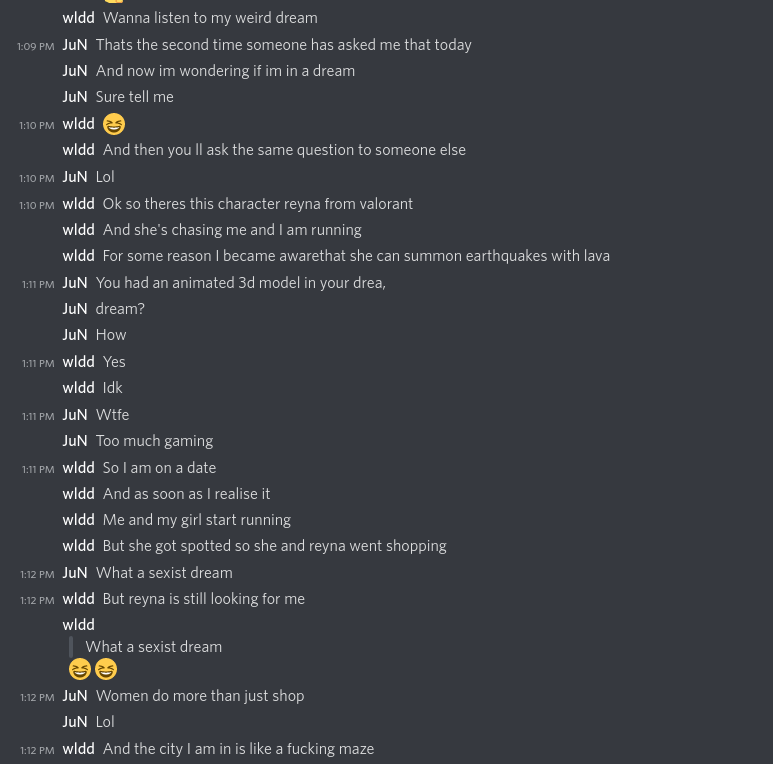 wldd Wanna listen to my weird dream
1:09 PM JuN Thats the second time someone has asked me that today
JuN And now im wondering if im in a dream
JuN Sure tell me
1:10 PM wldd 😆
wldd And then you ll ask the same question to someone else
1:10 PM JuN Lol
1:10 PM wldd Ok so theres this character reyna from valorant
wldd And she's chasing me and I am running
wldd For some reason I became awarethat she can summon earthquakes with lava
1:11 PM JuN You had an animated 3d model in your drea,
JuN dream?
JuN How
1:11 PM wldd Yes
wldd Idk
1:11 PM JuN Wtfe
JuN Too much gaming
1:11 PM wldd So I am on a date
wldd And as soon as I realise it
wldd Me and my girl start running
wldd But she got spotted so she and reyna went shopping
1:12 PM JuN What a sexist dream
1:12 PM wldd But reyna is still looking for me
wldd
What a sexist dream
😆😆
1:12 PM JuN Women do more than just shop
JuN Lol
1:12 PM wldd And the city I am in is like a fucking maze